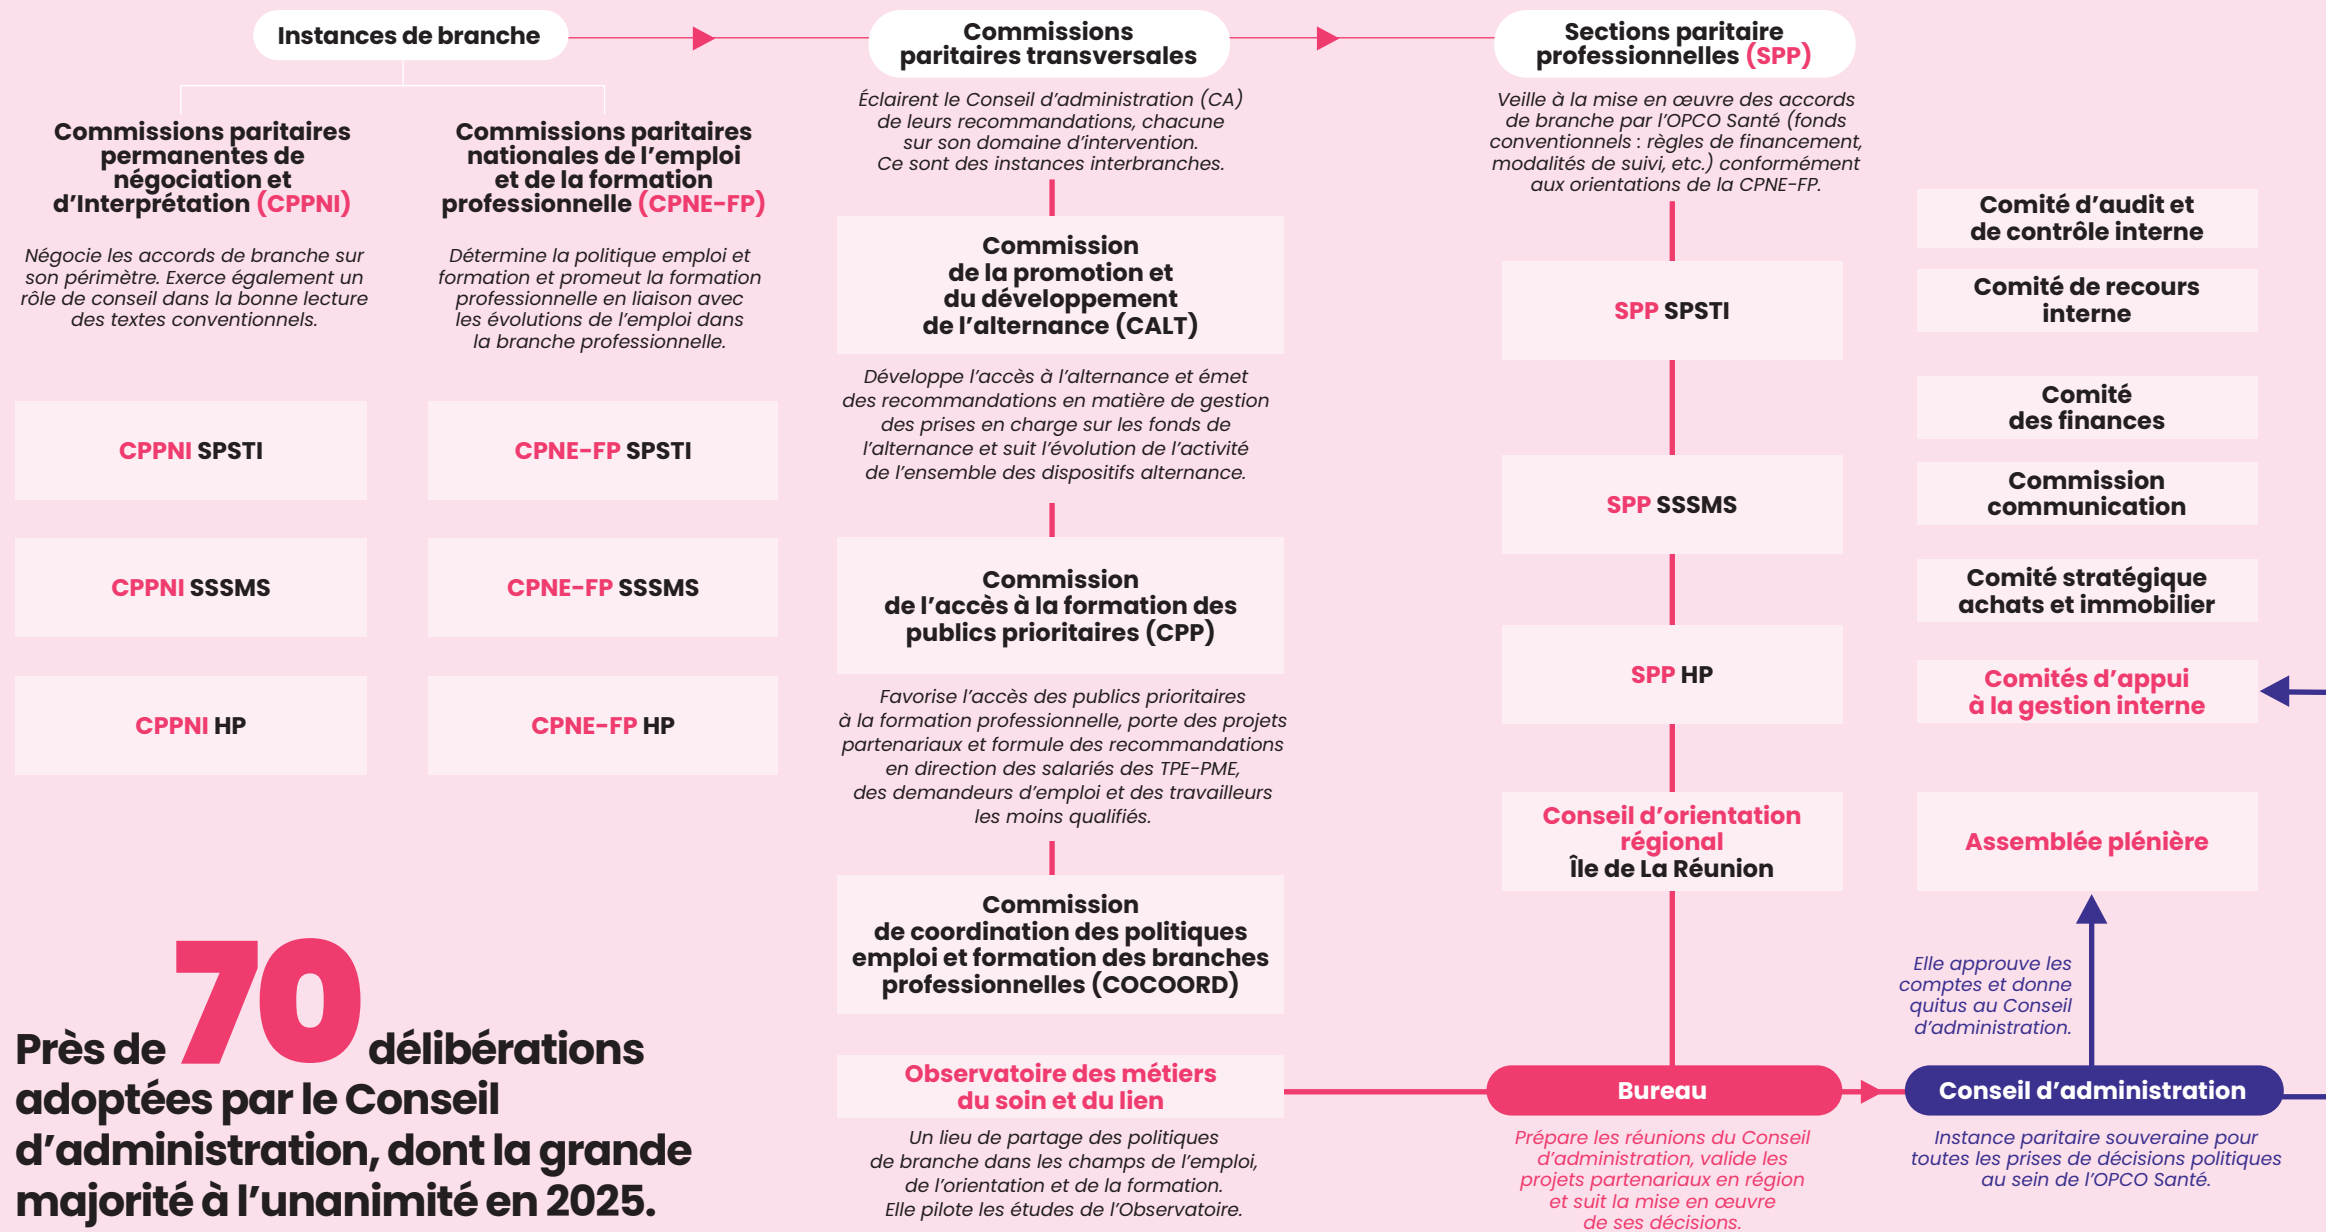 Instances de branche
Commissions paritaires
permanentes de
négociation et
d’Interprétation (CPPNI)
Négocie les accords de branche sur
son périmètre. Exerce également un
rôle de conseil dans la bonne lecture
des textes conventionnels.
CPPNI SPSTI
CPPNI SSSMS
CPPNI HP
Commissions paritaires
nationales de l’emploi
et de la formation
professionnelle (CPNE-FP)
Détermine la politique emploi et
formation et promeut la formation
professionnelle en liaison avec
les évolutions de l’emploi dans
la branche professionnelle.
CPNE-FP SPSTI
CPNE-FP SSSMS
CPNE-FP HP
Près de 70 délibérations
adoptées par le Conseil
d’administration, dont la grande
majorité à l’unanimité en 2025.
Commissions
paritaires transversales
Éclairent le Conseil d’administration (CA)
de leurs recommandations, chacune
sur son domaine d’intervention.
Ce sont des instances interbranches.
Commission
de la promotion et
du développement
de l’alternance (CALT)
Développe l’accès à l’alternance et émet
des recommandations en matière de gestion
des prises en charge sur les fonds de
l’alternance et suit l’évolution de l’activité
de l’ensemble des dispositifs alternance.
Commission
de l’accès à la formation des
publics prioritaires (CPP)
Favorise l’accès des publics prioritaires
à la formation professionnelle, porte des projets
partenariaux et formule des recommandations
en direction des salariés des TPE-PME,
des demandeurs d’emploi et des travailleurs
les moins qualifiés.
Commission
de coordination des politiques
emploi et formation des branches
professionnelles (COCOORD)
Observatoire des métiers
du soin et du lien
Un lieu de partage des politiques
de branche dans les champs de l’emploi,
de l’orientation et de la formation.
Elle pilote les études de l’Observatoire.
Sections paritaire
professionnelles (SPP)
Veille à la mise en œuvre des accords
de branche par l’OPCO Santé (fonds
conventionnels : règles de financement,
modalités de suivi, etc.) conformément
aux orientations de la CPNE-FP.
SPP SPSTI
SPP SSSMS
SPP HP
Conseil d’orientation
régional
Île de La Réunion
Bureau
Prépare les réunions du Conseil
d’administration, valide les
projets partenariaux en région
et suit la mise en œuvre
de ses décisions.
Comité d’audit et
de contrôle interne
Comité de recours
interne
Comité
des finances
Commission
communication
Comité stratégique
achats et immobilier
Comités d’appui
à la gestion interne
Assemblée plénière
Elle approuve les
comptes et donne
quitus au Conseil
d’administration.
Conseil d’administration
Instance paritaire souveraine pour
toutes les prises de décisions politiques
au sein de l’OPCO Santé.